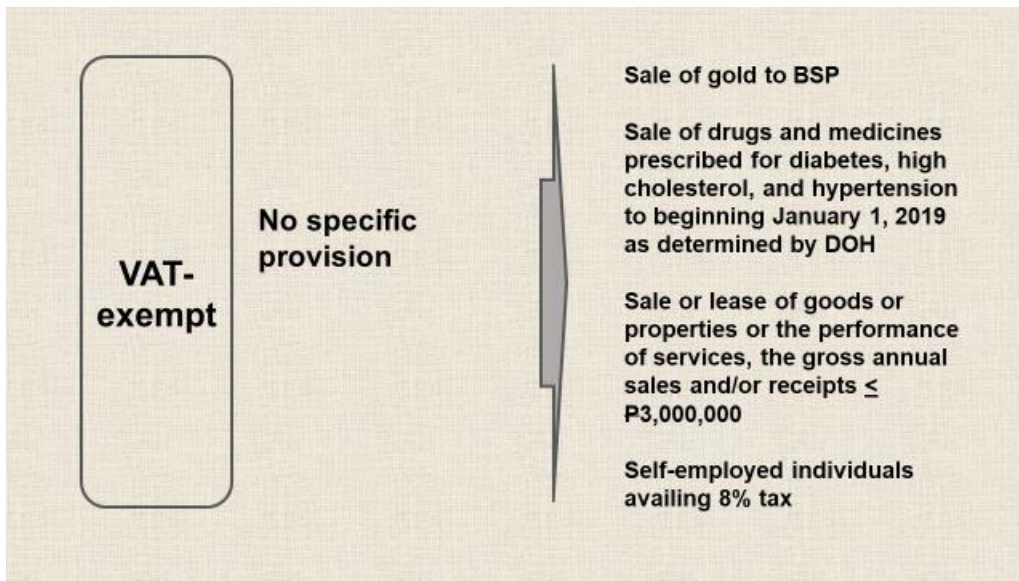 VAT-
exempt
No specific
provision
Sale of gold to BSP
Sale of drugs and medicines
prescribed for diabetes, high
cholesterol, and hypertension
to beginning January 1, 2019
as determined by DOH
Sale or lease of goods or
properties or the performance
of services, the gross annual
sales and/or receipts ≤
₱3,000,000
Self-employed individuals
availing 8% tax